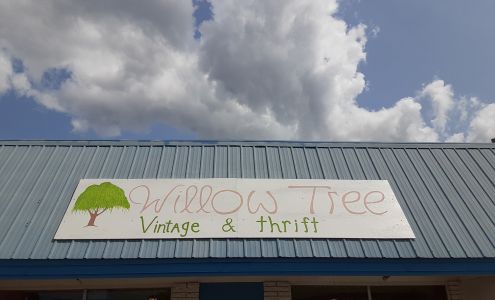 Willow Tree
Vintage & thrift